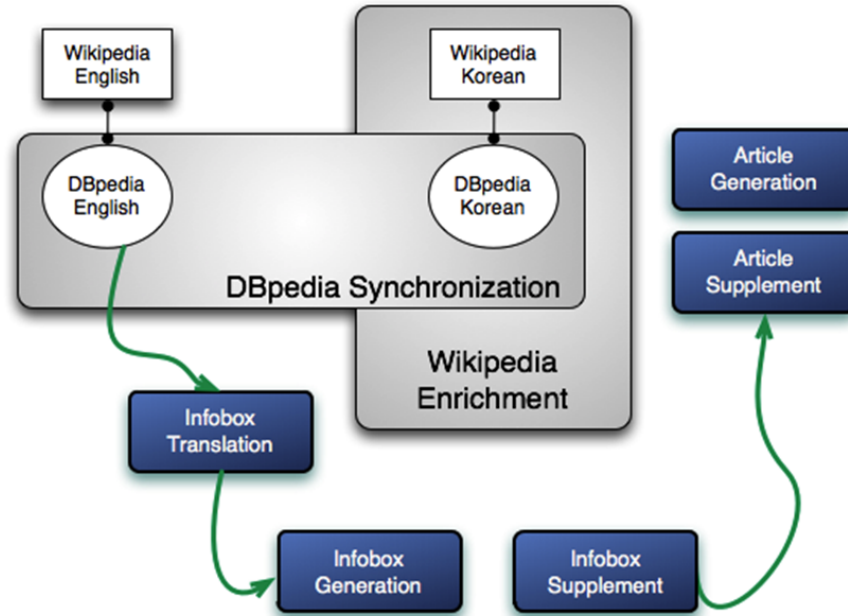 Wikipedia
English
Wikipedia
Korean
DBpedia
English
DBpedia
Korean
DBpedia Synchronization
Wikipedia
Enrichment
Article
Generation
Article
Supplement
Infobox
Translation
Infobox
Generation
Infobox
Supplement